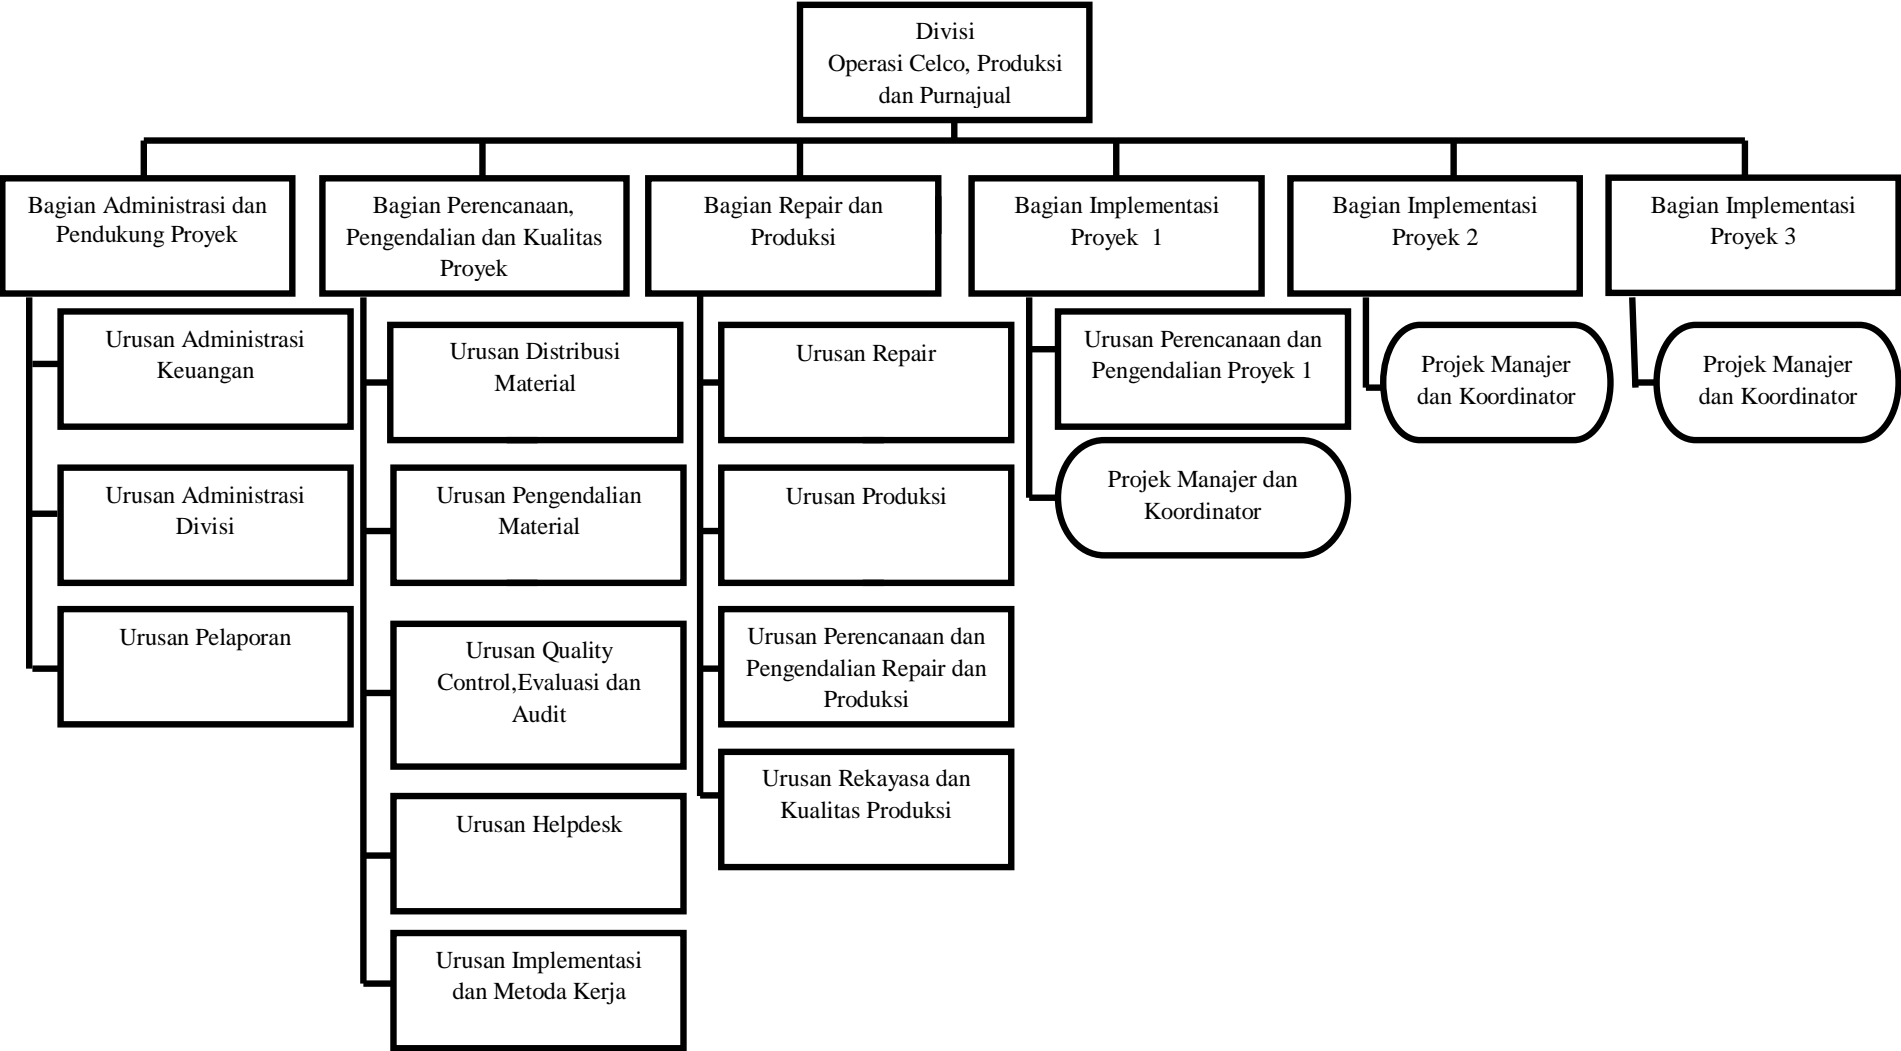 Divisi
Operasi Celco, Produksi
dan Purnajual
Bagian Administrasi dan
Pendukung Proyek
Bagian Perencanaan,
Pengendalian dan Kualitas
Proyek
Bagian Repair dan
Produksi
Bagian Implementasi
Proyek 1
Bagian Implementasi
Proyek 2
Bagian Implementasi
Proyek 3
Urusan Administrasi
Keuangan
Urusan Administrasi
Divisi
Urusan Pelaporan
Urusan Distribusi
Material
Urusan Pengendalian
Material
Urusan Quality
Control,Evaluasi dan
Audit
Urusan Helpdesk
Urusan Implementasi
dan Metoda Kerja
Urusan Repair
Urusan Produksi
Urusan Perencanaan dan
Pengendalian Repair dan
Produksi
Urusan Rekayasa dan
Kualitas Produksi
Urusan Perencanaan dan
Pengendalian Proyek 1
Projek Manajer dan
Koordinator
Projek Manajer
dan Koordinator
Projek Manajer
dan Koordinator